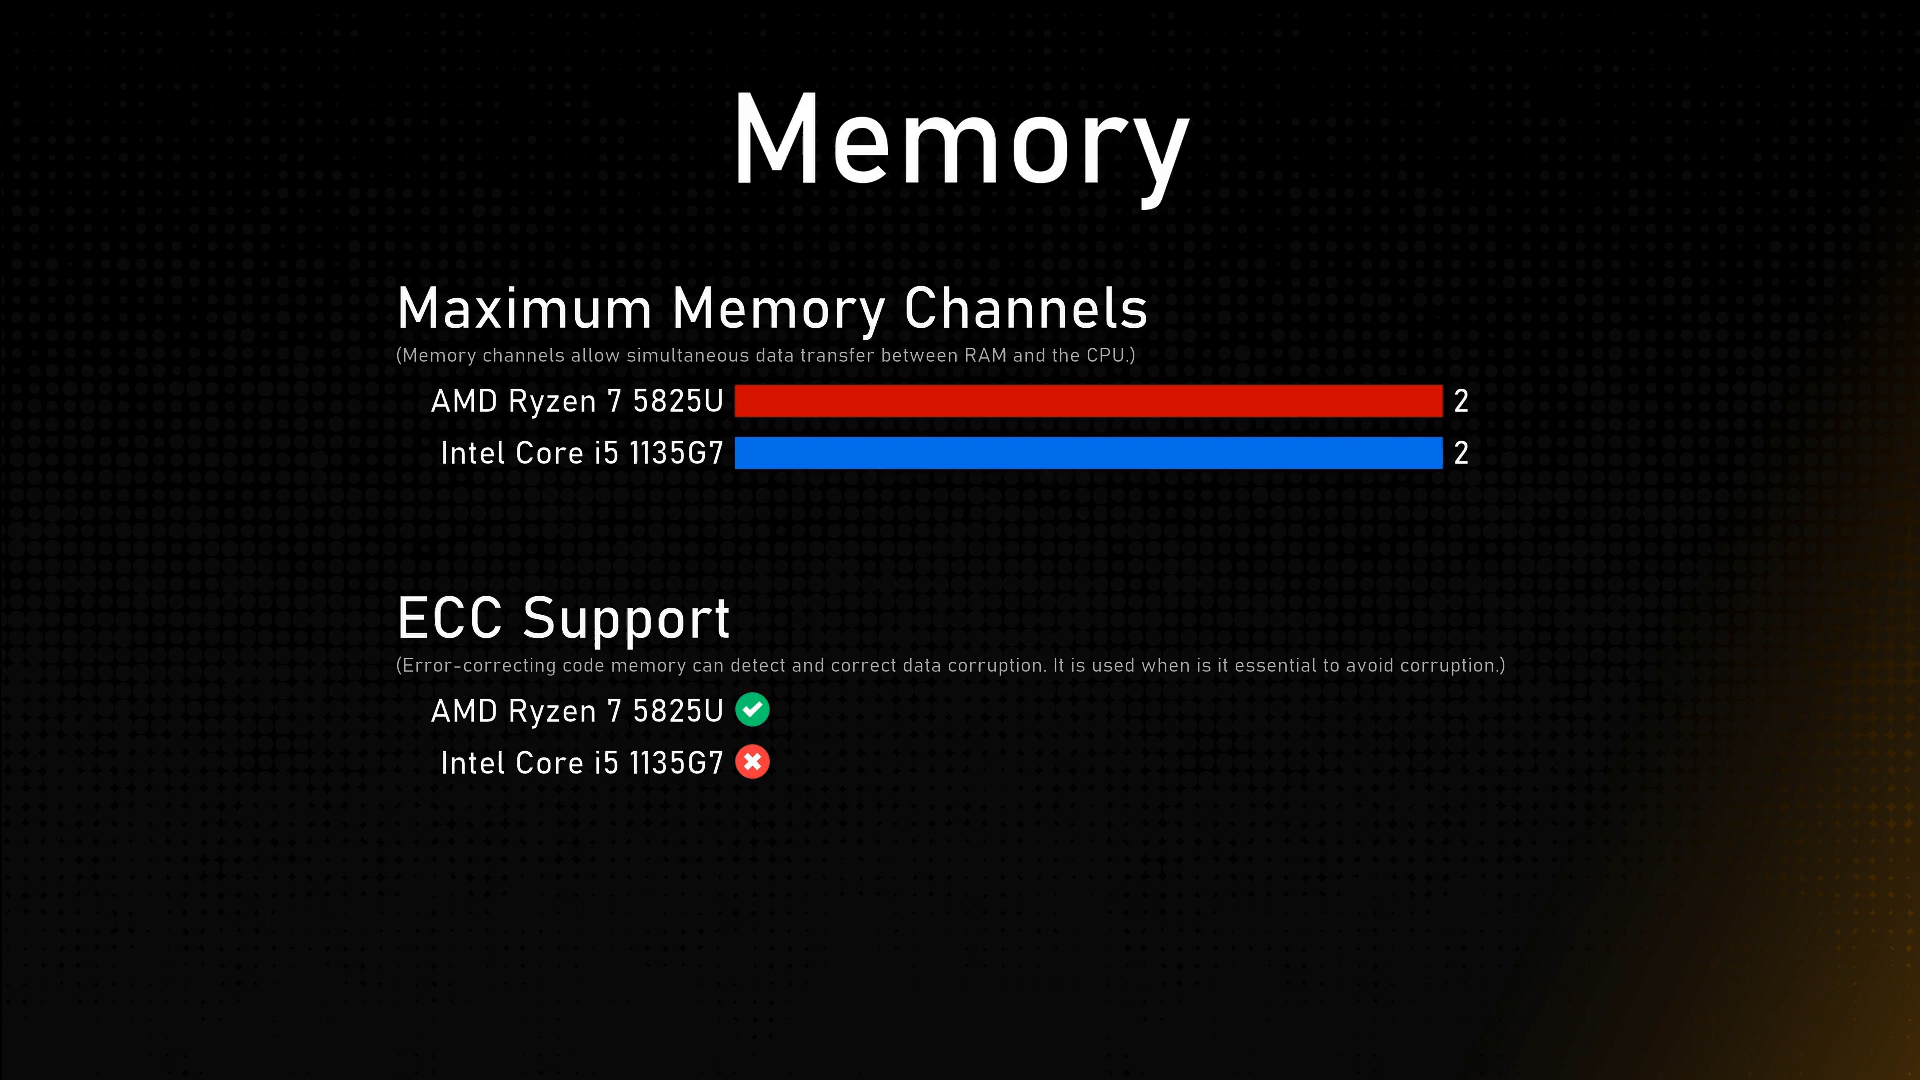 Memory
Maximum Memory Channels
(Memory channels allow simultaneous data transfer between RAM and the CPU.)
AMD Ryzen 7 5825U 2
Intel Core i5 1135G7 2
ECC Support
(Error-correcting code memory can detect and correct data corruption. It is used when is it essential to avoid corruption.)
AMD Ryzen 7 5825U
Intel Core i5 1135G7